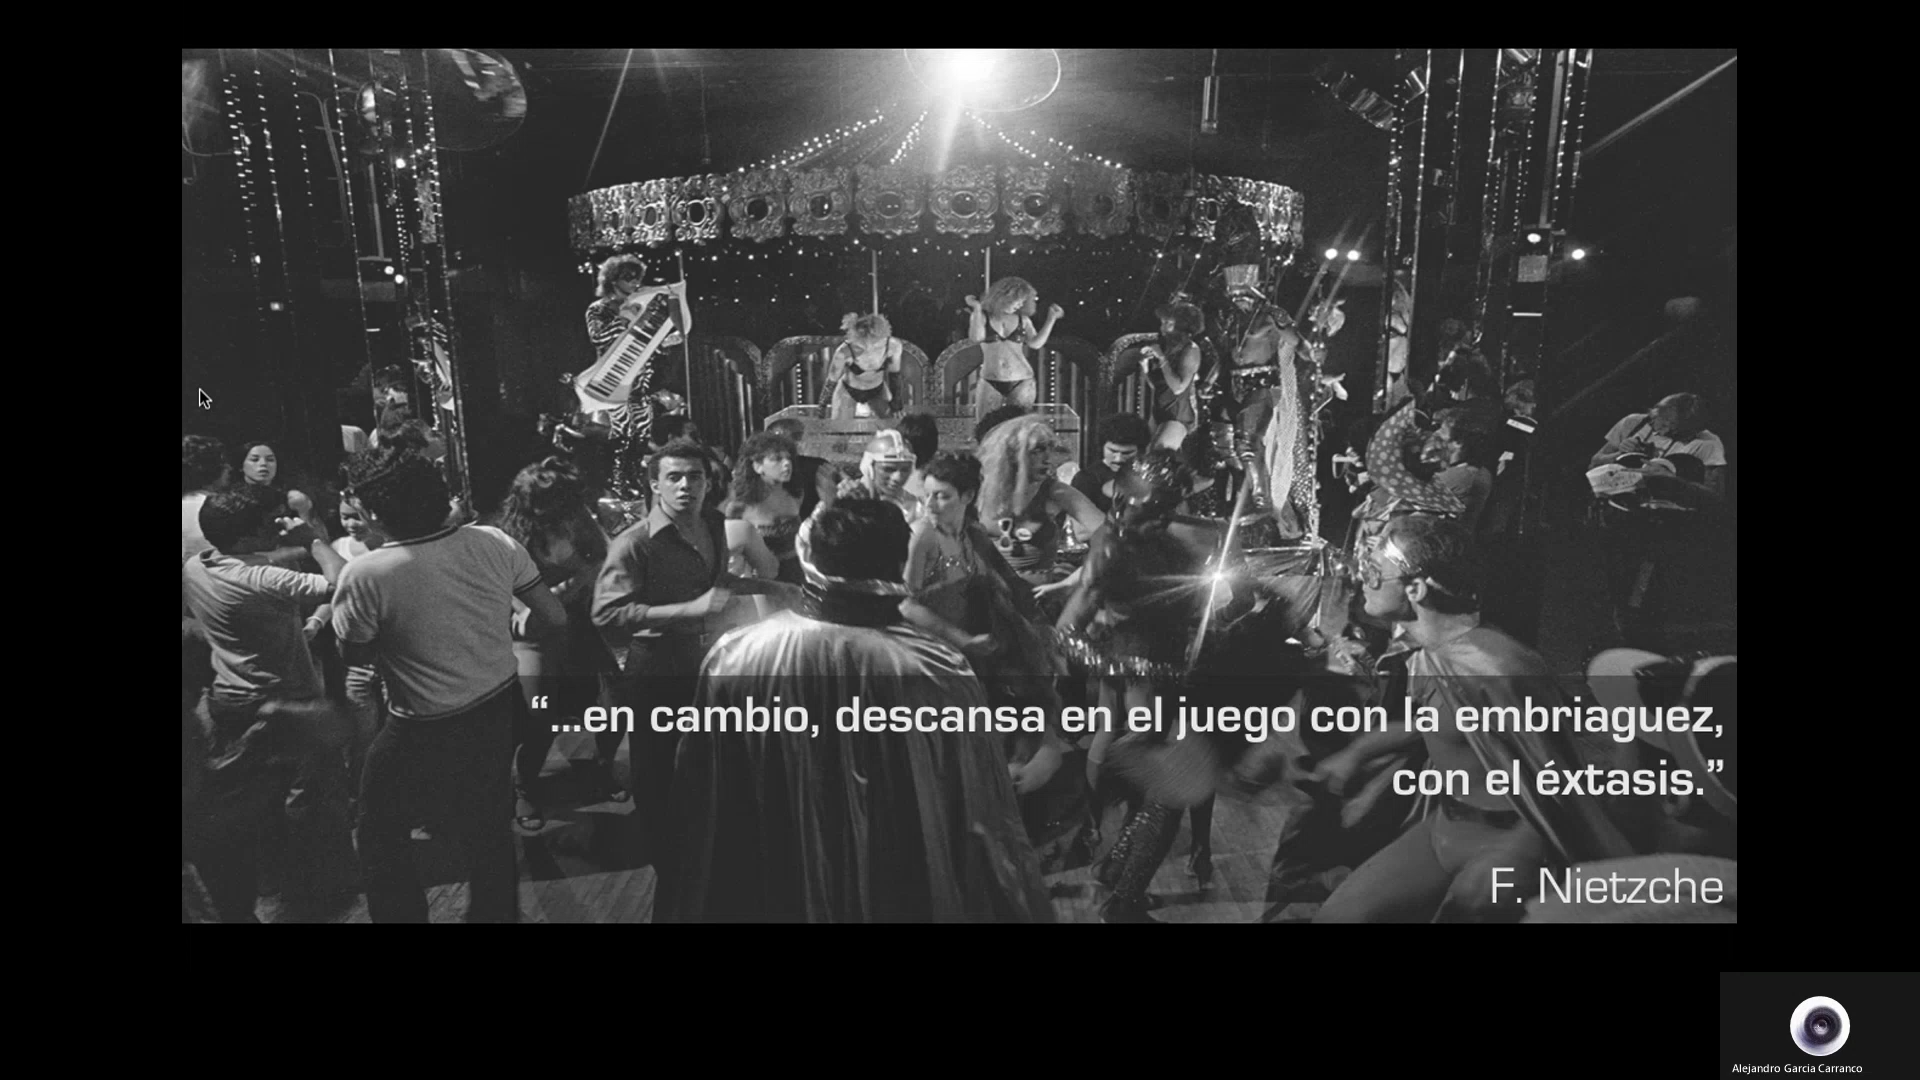 “...en cambio, descansa en el juego con la embriaguez,
con el éxtasis.”
F. Nietzche
Alejandro Garcia Carranco